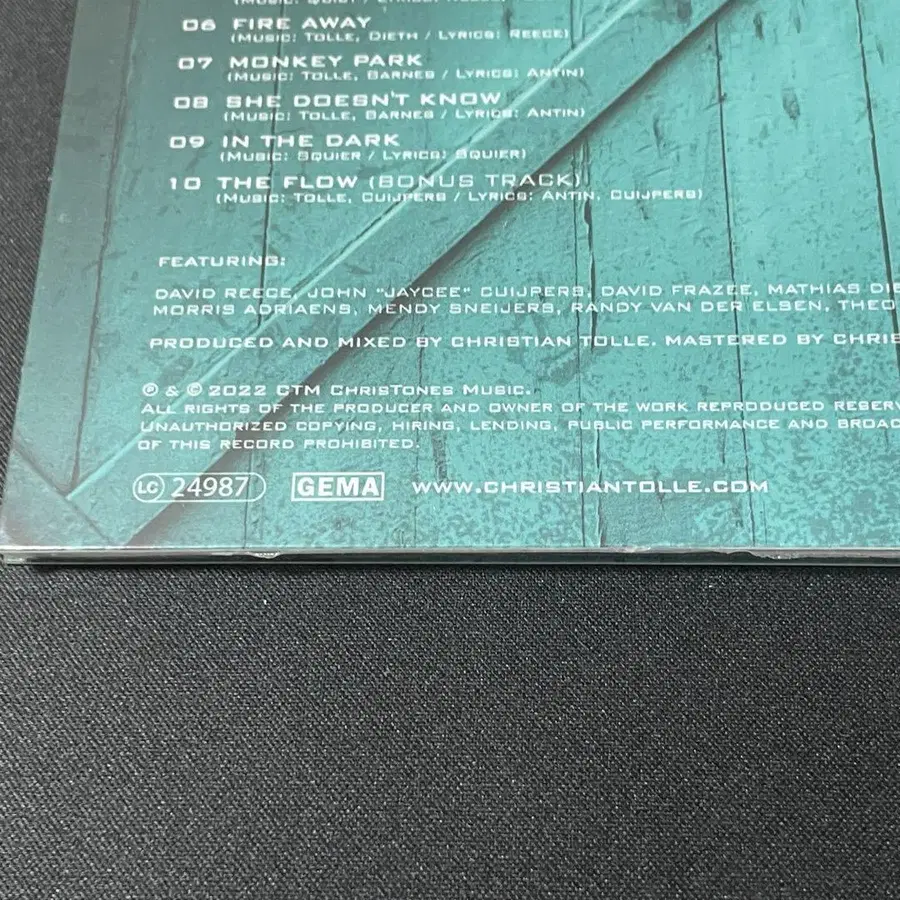 06 FIRE AWAY
(MUSIC: TOLLE, DIETH / LYRICS: REECE)
07 MONKEY PARK
(MUSIC: TOLLE, BARNES / LYRICS: ANTIN)
08 SHE DOESN'T KNOW
(MUSIC: TOLLE, BARNES / LYRICS: ANTIN)
09 IN THE DARK
(MUSIC: SQUIER / LYRICS: SQUIER)
10 THE FLOW (BONUS TRACK)
(MUSIC: TOLLE, CUIJPERS / LYRICS: ANTIN, CUIJPERS)
FEATURING:
DAVID REECE, JOHN "JAYCEE" CUIJPERS, DAVID FRAZEE, MATHIAS DIE
MORRIS ADRIAENS, MENDY SNEIJERS, RANDY VAN DER ELSEN, THEO
PRODUCED AND MIXED BY CHRISTIAN TOLLE. MASTERED BY CHRIS
℗ & © 2022 CTM CHRISTONES MUSIC.
ALL RIGHTS OF THE PRODUCER AND OWNER OF THE WORK REPRODUCED RESERV
UNAUTHORIZED COPYING, HIRING, LENDING, PUBLIC PERFORMANCE AND BROAD
OF THIS RECORD PROHIBITED.
LC 24987 GEMA WWW.CHRISTIANTOLLE.COM